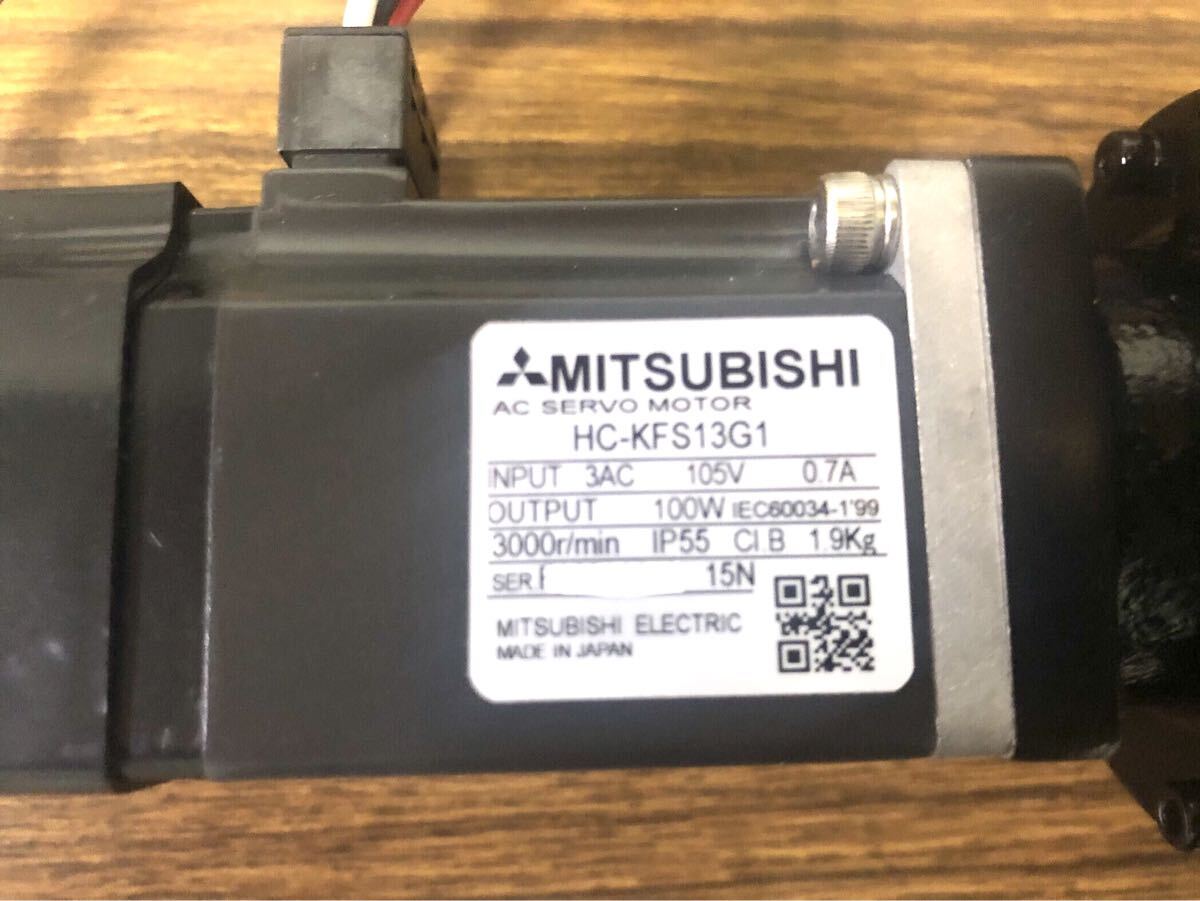 MITSUBISHI
AC SERVO MOTOR
HC-KFS13G1
INPUT 3AC 105V 0.7A
OUTPUT 100W IEC60034-1'99
3000r/min IP55 CI.B 1.9Kg
SER. 15N
MITSUBISHI ELECTRIC
MADE IN JAPAN